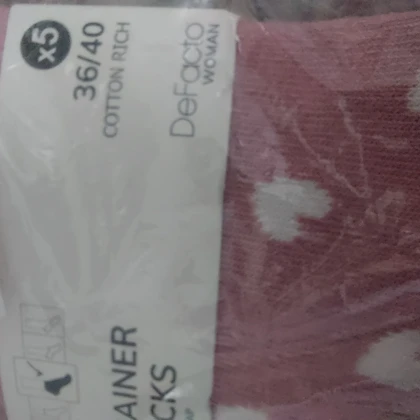 x5
36/40
COTTON RICH
DeFacto
WOMAN
AINER
CKS